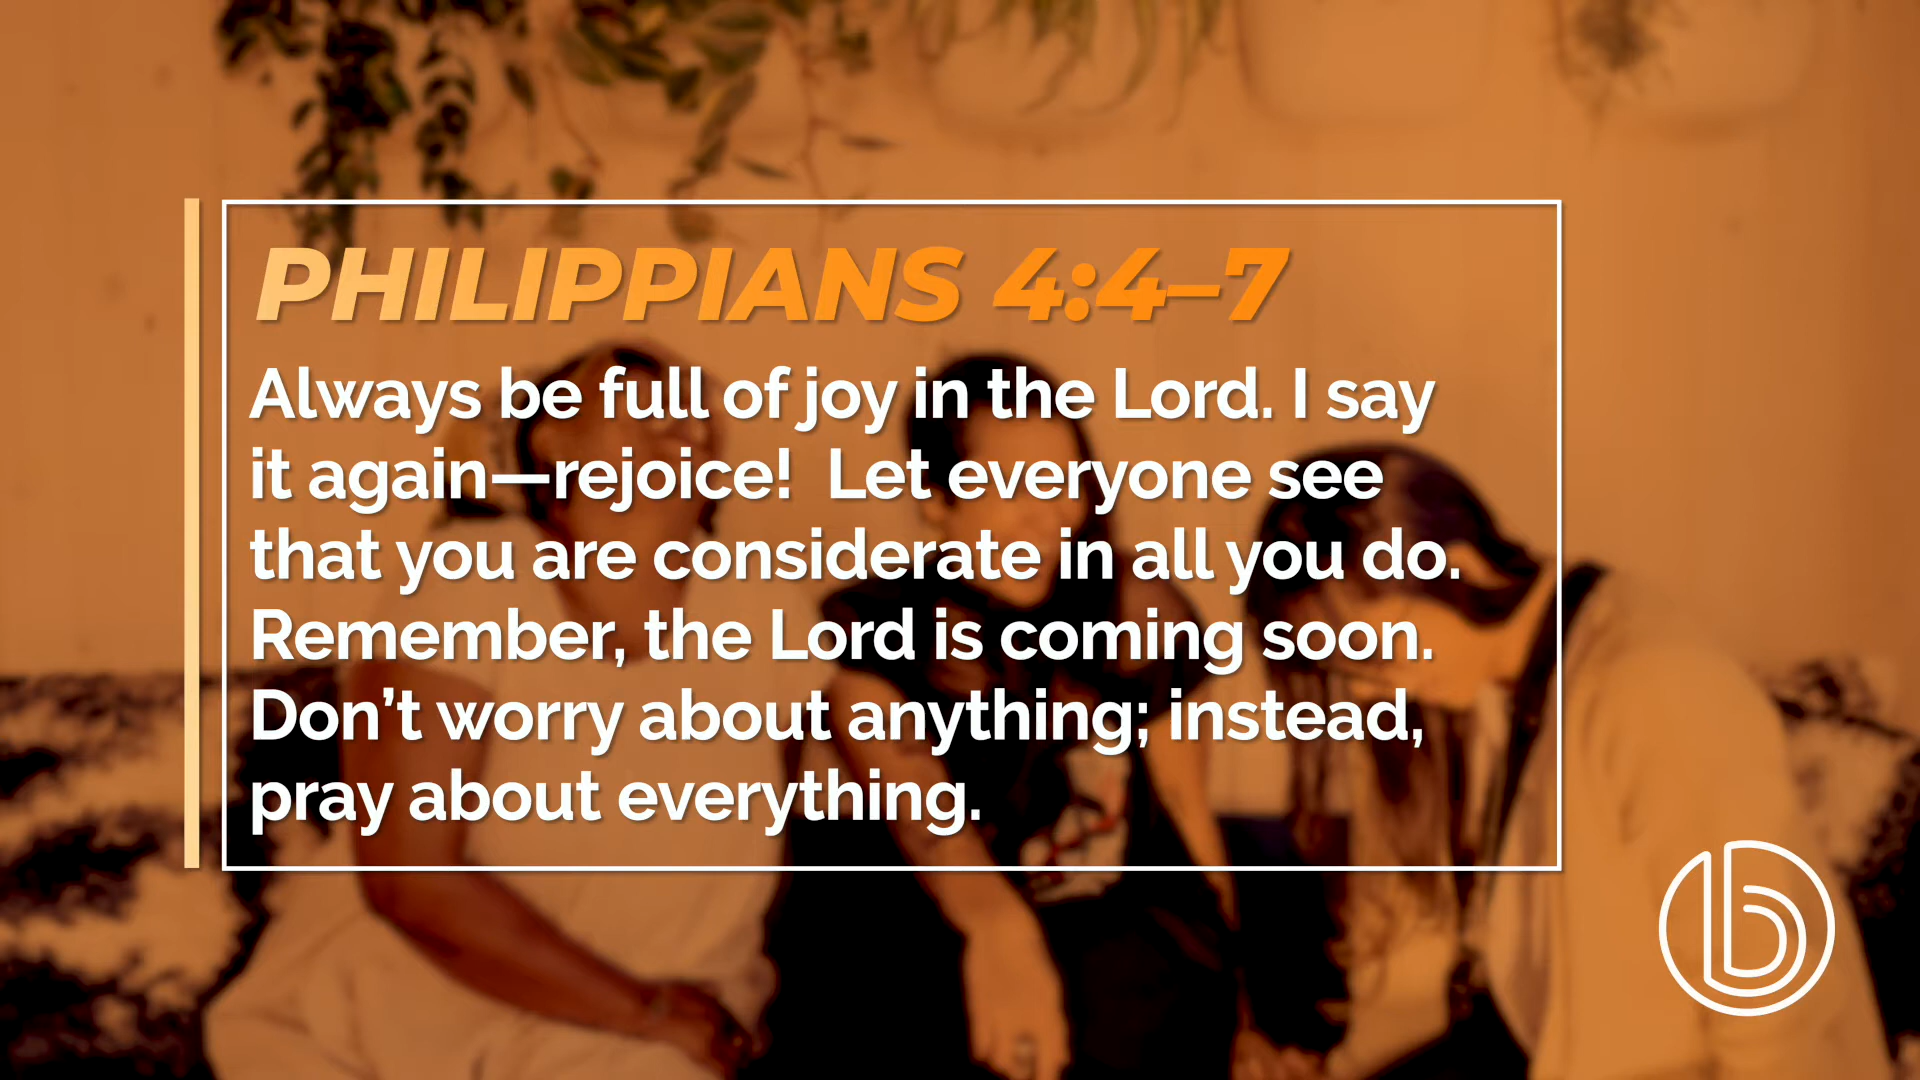 PHILIPPIANS 4:4–7
Always be full of joy in the Lord. I say
it again—rejoice!  Let everyone see
that you are considerate in all you do.
Remember, the Lord is coming soon.
Don’t worry about anything; instead,
pray about everything.